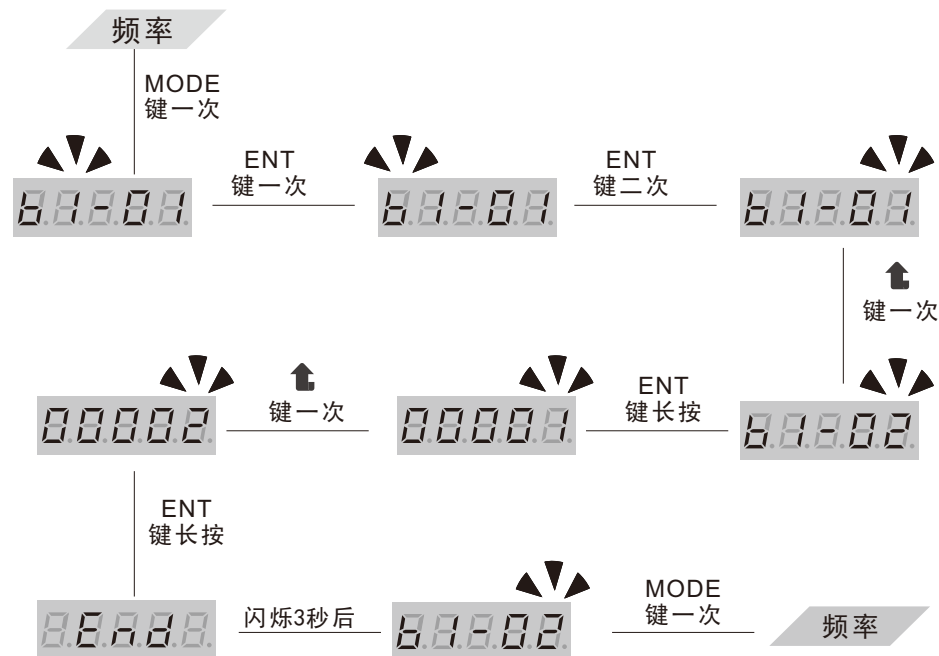 频率
MODE
键一次
b1-01
ENT
键一次
b1-01
ENT
键二次
b1-01
键一次
00002
键一次
00001
ENT
键长按
b1-02
ENT
键长按
End
闪烁3秒后
b1-02
MODE
键一次
频率